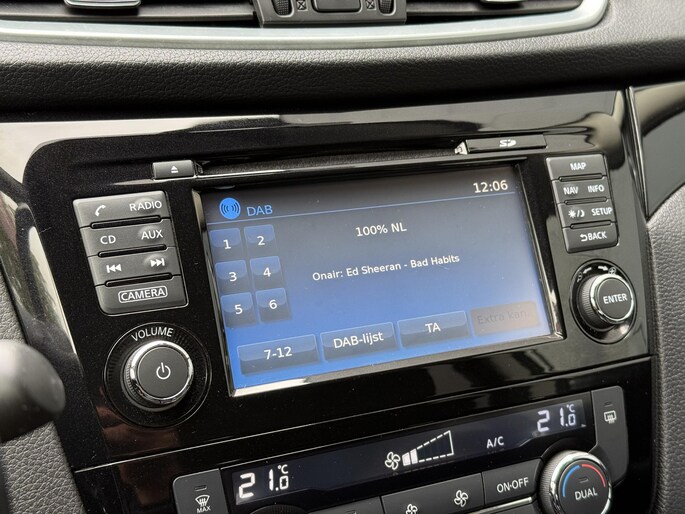 SD
MAP
RADIO
NAV INFO
CD AUX
SETUP
BACK
CAMERA
VOLUME
ENTER
DAB
12:06
1 2
100% NL
3 4
Onair: Ed Sheeran - Bad Habits
5 6
7-12
DAB-lijst
TA
21.0°C
A/C
21.0°C
MAX
ON·OFF
DUAL